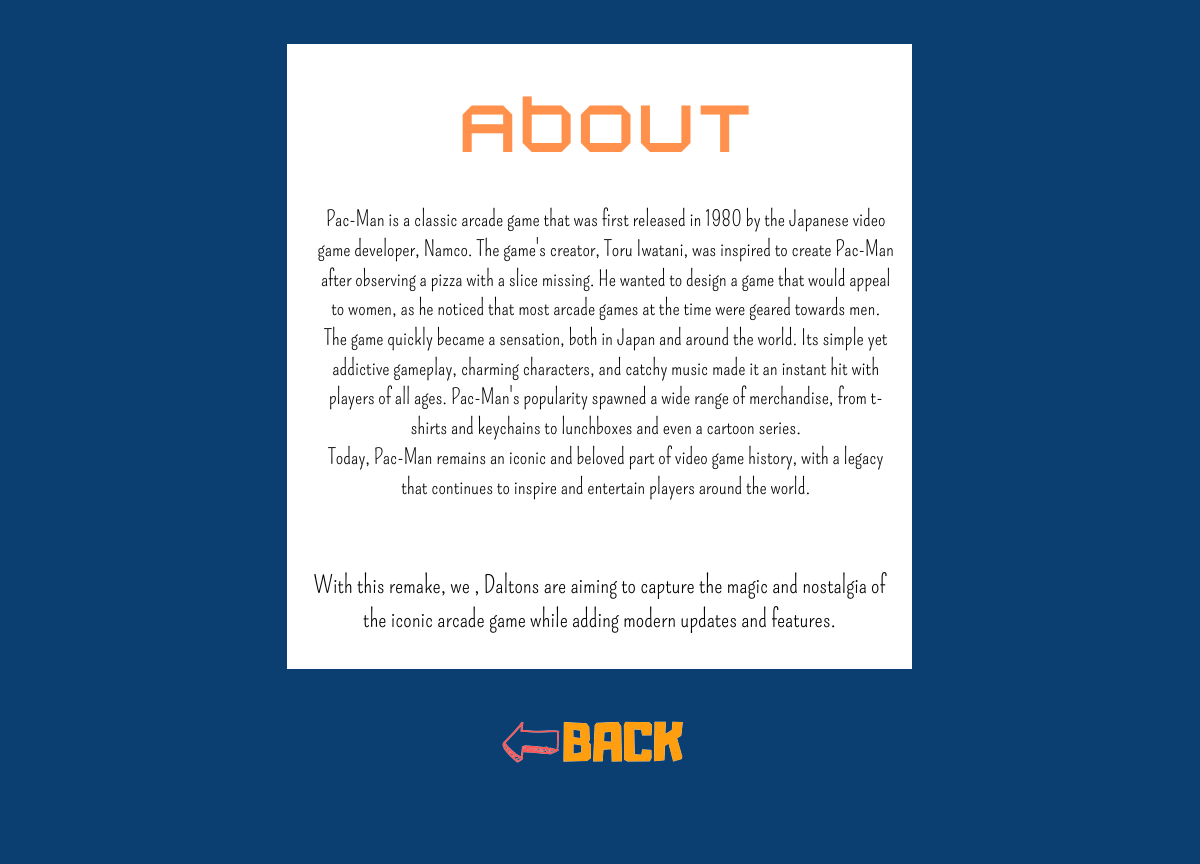 About
Pac-Man is a classic arcade game that was first released in 1980 by the Japanese video
game developer, Namco. The game's creator, Toru Iwatani, was inspired to create Pac-Man
after observing a pizza with a slice missing. He wanted to design a game that would appeal
to women, as he noticed that most arcade games at the time were geared towards men.
The game quickly became a sensation, both in Japan and around the world. Its simple yet
addictive gameplay, charming characters, and catchy music made it an instant hit with
players of all ages. Pac-Man's popularity spawned a wide range of merchandise, from t-
shirts and keychains to lunchboxes and even a cartoon series.
Today, Pac-Man remains an iconic and beloved part of video game history, with a legacy
that continues to inspire and entertain players around the world.
With this remake, we , Daltons are aiming to capture the magic and nostalgia of
the iconic arcade game while adding modern updates and features.
BACK